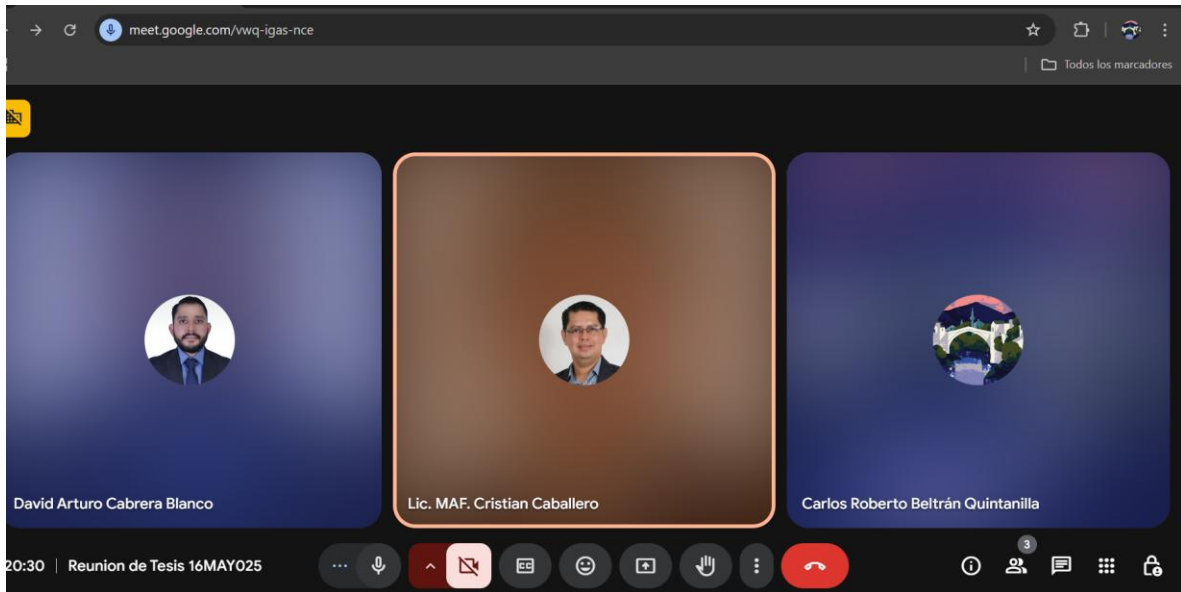 meet.google.com/vwq-igas-nce
Todos los marcadores
David Arturo Cabrera Blanco
Lic. MAF. Cristian Caballero
Carlos Roberto Beltrán Quintanilla
20:30 | Reunion de Tesis 16MAY025
CC
3